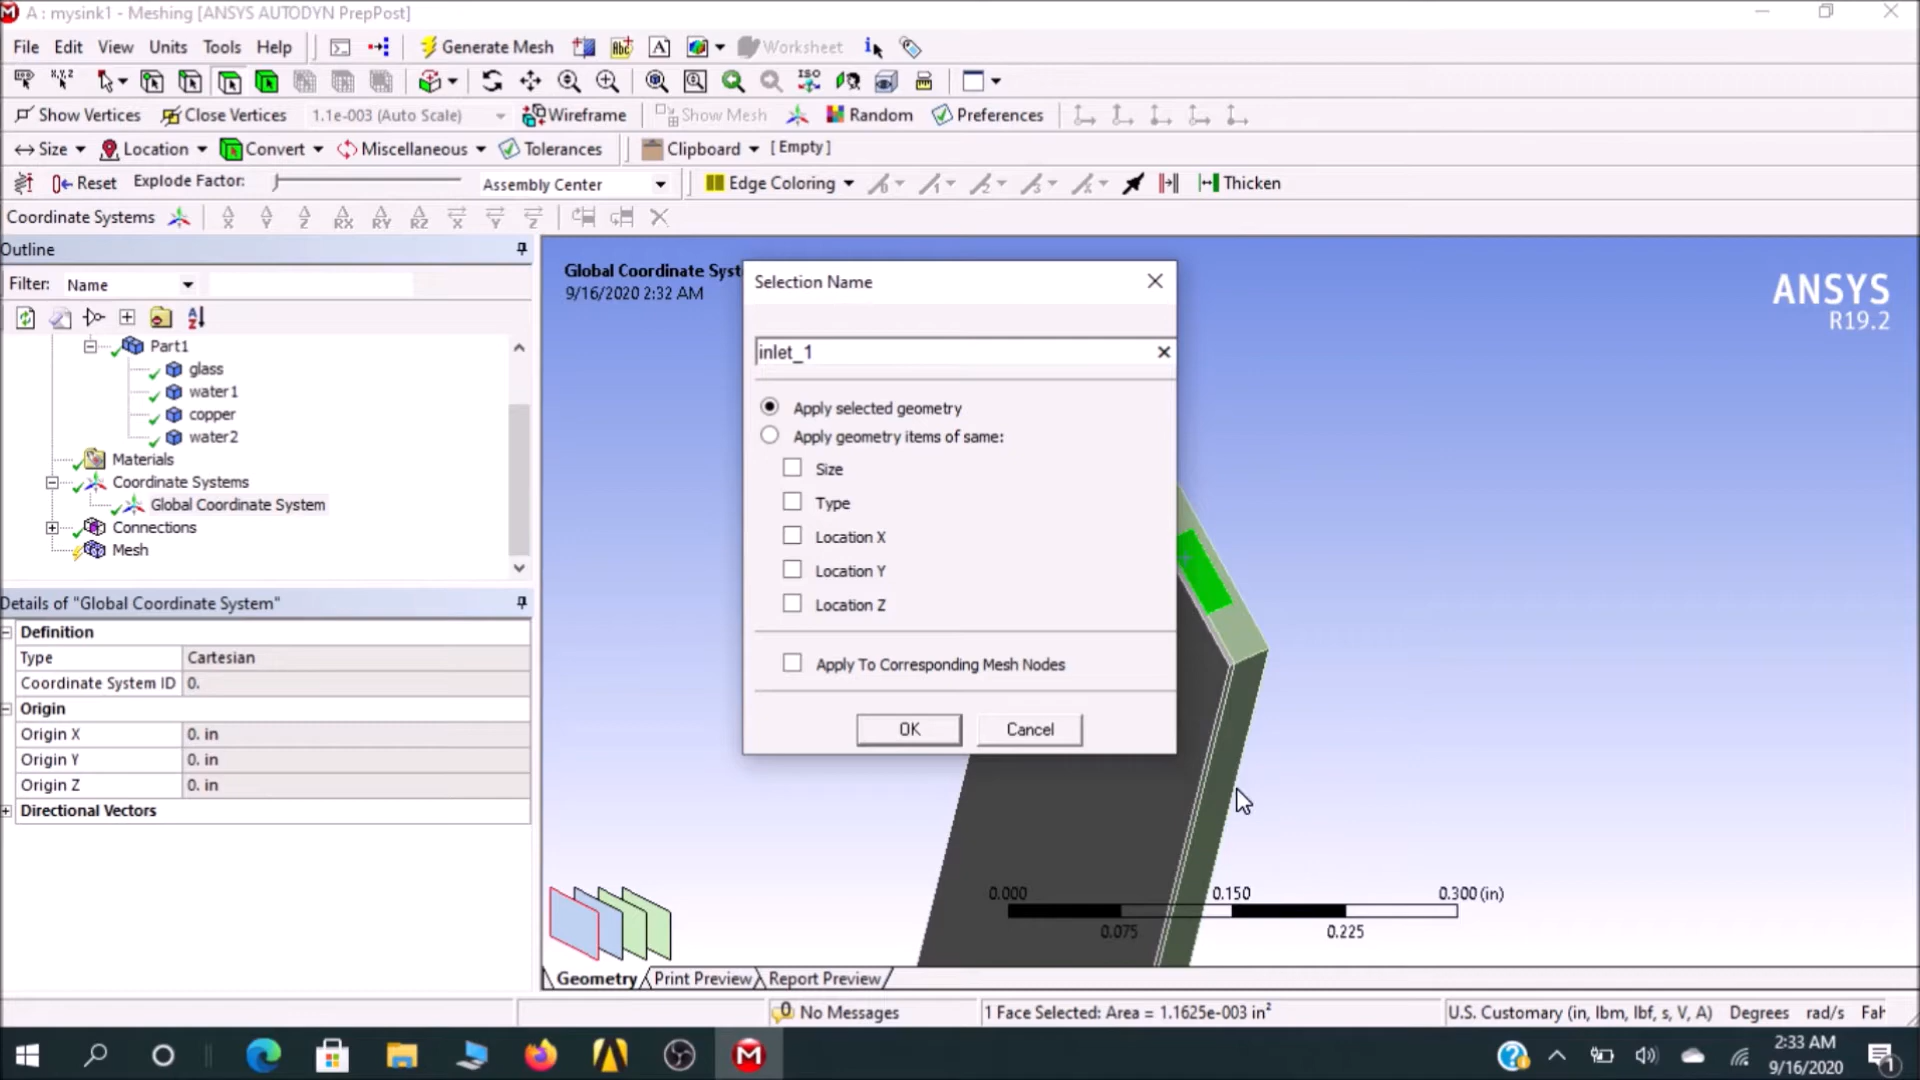 A : mysink1 - Meshing [ANSYS AUTODYN PrepPost]
File Edit View Units Tools Help Generate Mesh Worksheet
Show Vertices Close Vertices 1.1e-003 (Auto Scale) Wireframe Show Mesh Random Preferences
Size Location Convert Miscellaneous Tolerances Clipboard [ Empty ]
Reset Explode Factor: Assembly Center Edge Coloring Thicken
Coordinate Systems X Y Z RX RY RZ X Y Z
Outline
Filter: Name
Part1
glass
water1
copper
water2
Materials
Coordinate Systems
Global Coordinate System
Connections
Mesh
Details of "Global Coordinate System"
Definition
Type Cartesian
Coordinate System ID 0.
Origin
Origin X 0. in
Origin Y 0. in
Origin Z 0. in
Directional Vectors
Global Coordinate Syst
9/16/2020 2:32 AM
ANSYS
R19.2
Selection Name
inlet_1
Apply selected geometry
Apply geometry items of same:
Size
Type
Location X
Location Y
Location Z
Apply To Corresponding Mesh Nodes
OK Cancel
0.000 0.150 0.300 (in)
0.075 0.225
Geometry Print Preview Report Preview
No Messages 1 Face Selected: Area = 1.1625e-003 in² U.S. Customary (in, lbm, lbf, s, V, A) Degrees rad/s Fah
2:33 AM
9/16/2020